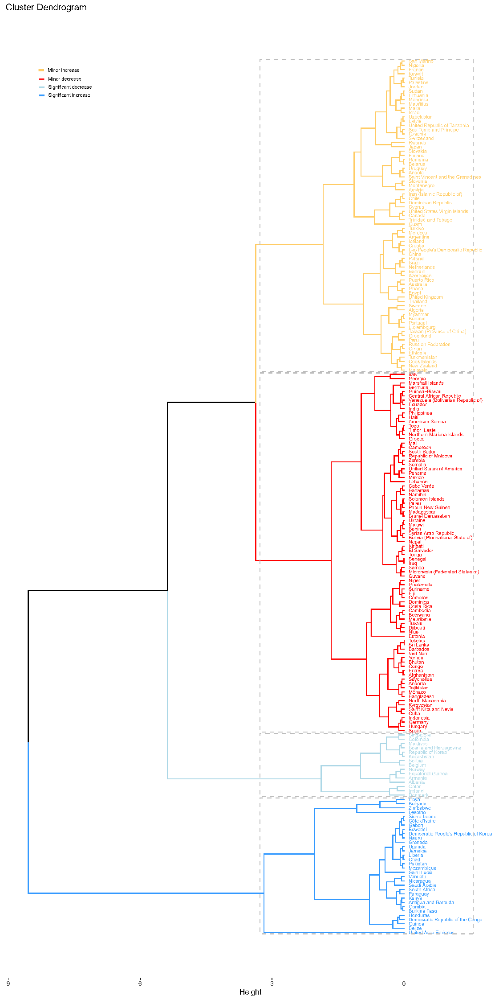 Cluster Dendrogram
Minor increase
Minor decrease
Significant decrease
Significant increase
San Marino
Nigeria
France
Kuwait
Tunisia
Palestine
Jordan
Sudan
Lithuania
Mongolia
Mauritius
Malta
Israel
Uzbekistan
Latvia
United Republic of Tanzania
Sao Tome and Principe
Czechia
Switzerland
Rwanda
Japan
Slovakia
Finland
Romania
Belarus
Uruguay
Angola
Saint Vincent and the Grenadines
Slovenia
Montenegro
Austria
Iran (Islamic Republic of)
Chile
Dominican Republic
Cyprus
United States Virgin Islands
Canada
Trinidad and Tobago
Guam
Türkiye
Morocco
Argentina
Iceland
Croatia
Lao People's Democratic Republic
China
Poland
Brazil
Netherlands
Bahrain
Azerbaijan
Puerto Rico
Australia
Ghana
Egypt
United Kingdom
Thailand
Sweden
Algeria
Myanmar
Burundi
Portugal
Luxembourg
Taiwan (Province of China)
Greenland
Peru
Russian Federation
Oman
Ethiopia
Turkmenistan
Cook Islands
New Zealand
Malaysia
Italy
Georgia
Marshall Islands
Bermuda
Guinea−Bissau
Central African Republic
Venezuela (Bolivarian Republic of)
Ecuador
India
Philippines
Haiti
American Samoa
Togo
Timor−Leste
Northern Mariana Islands
Greece
Mali
Cameroon
South Sudan
Republic of Moldova
Zambia
Somalia
United States of America
Panama
Mexico
Lebanon
Cabo Verde
Bahamas
Namibia
Solomon Islands
Palau
Papua New Guinea
Madagascar
Brunei Darussalam
Ukraine
Malawi
Benin
Syrian Arab Republic
Bolivia (Plurinational State of)
Nepal
Kiribati
El Salvador
Tonga
Senegal
Iraq
Samoa
Micronesia (Federated States of)
Guyana
Niger
Guatemala
Suriname
Fiji
Comoros
Dominica
Costa Rica
Cambodia
Botswana
Mauritania
Tuvalu
Djibouti
Niue
Estonia
Tokelau
Sri Lanka
Barbados
Viet Nam
Yemen
Bhutan
Congo
Eritrea
Afghanistan
Seychelles
Andorra
Tajikistan
Monaco
Bangladesh
North Macedonia
Kyrgyzstan
Saint Kitts and Nevis
Cuba
Indonesia
Germany
Hungary
Spain
Singapore
Colombia
Maldives
Bosnia and Herzegovina
Republic of Korea
Kazakhstan
Serbia
Belgium
Norway
Equatorial Guinea
Armenia
Albania
Qatar
Ireland
Denmark
Libya
Bulgaria
Zimbabwe
Lesotho
Sierra Leone
Côte d'Ivoire
Gabon
Eswatini
Democratic People's Republic of Korea
Nauru
Grenada
Uganda
Jamaica
Liberia
Chad
Pakistan
Mozambique
Saint Lucia
Vanuatu
Nicaragua
Saudi Arabia
South Africa
Paraguay
Kenya
Antigua and Barbuda
Gambia
Burkina Faso
Honduras
Democratic Republic of the Congo
Guinea
Belize
United Arab Emirates
9 6 3 0
Height